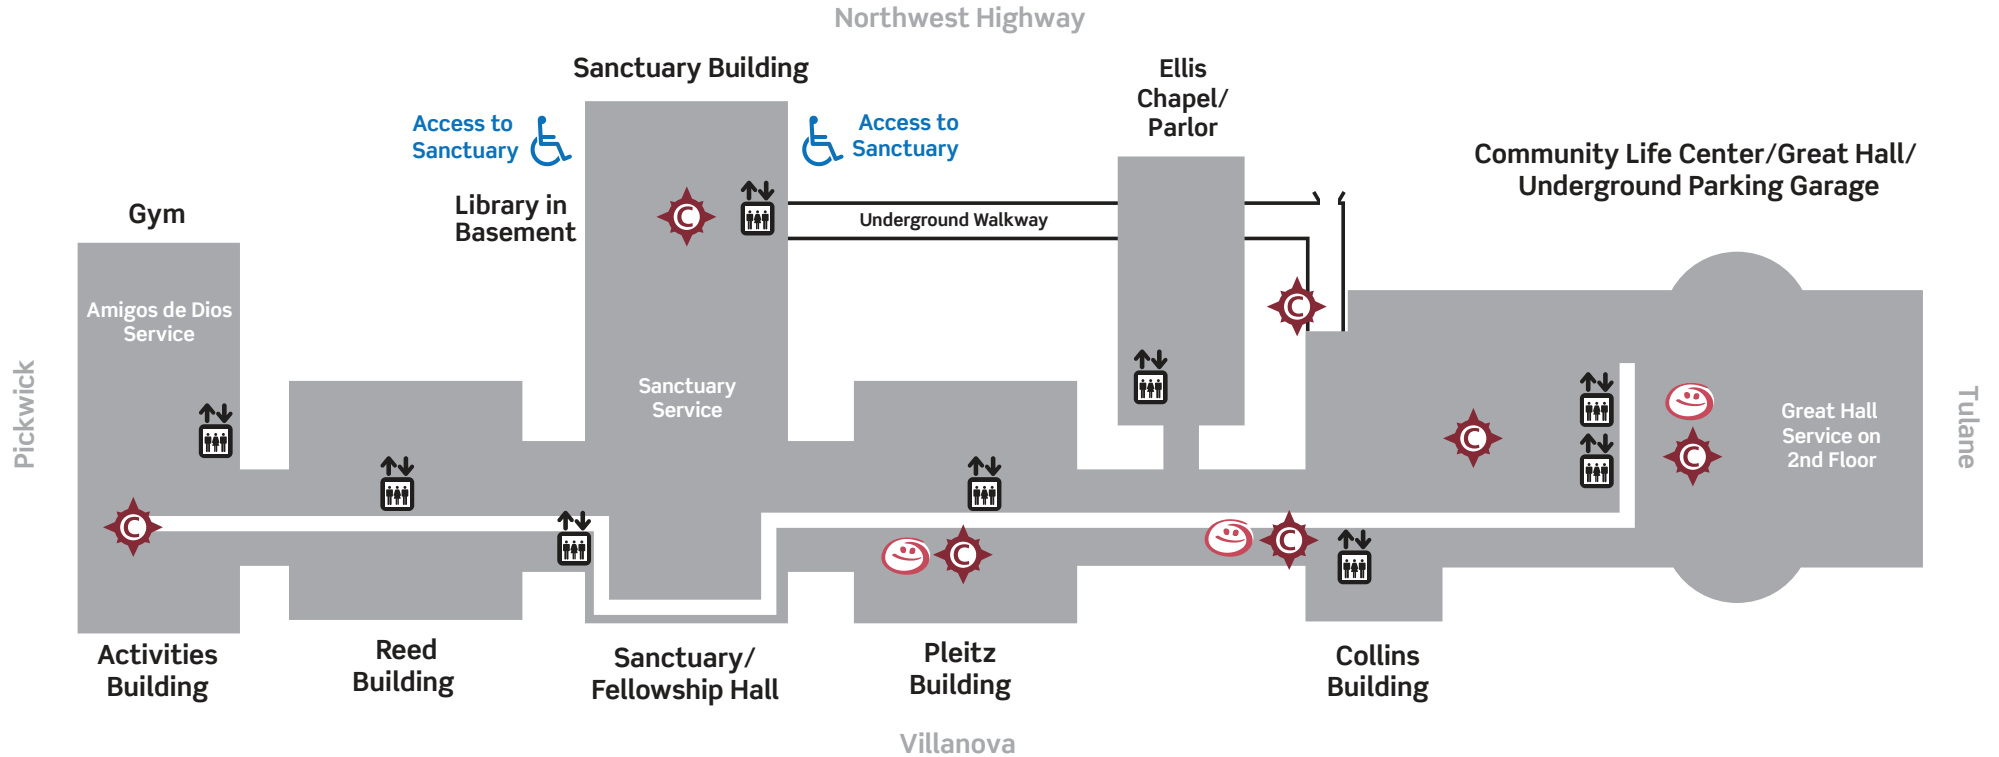 Northwest Highway
Sanctuary Building
Ellis
Chapel/
Parlor
Access to
Sanctuary
Access to
Sanctuary
Community Life Center/Great Hall/
Underground Parking Garage
Gym
Library in
Basement
C
Underground Walkway
Amigos de Dios
Service
C
Pickwick
Sanctuary
Service
Tulane
Great Hall
Service on
2nd Floor
C
C
C
C
C
Activities
Building
Reed
Building
Sanctuary/
Fellowship Hall
Pleitz
Building
Collins
Building
Villanova